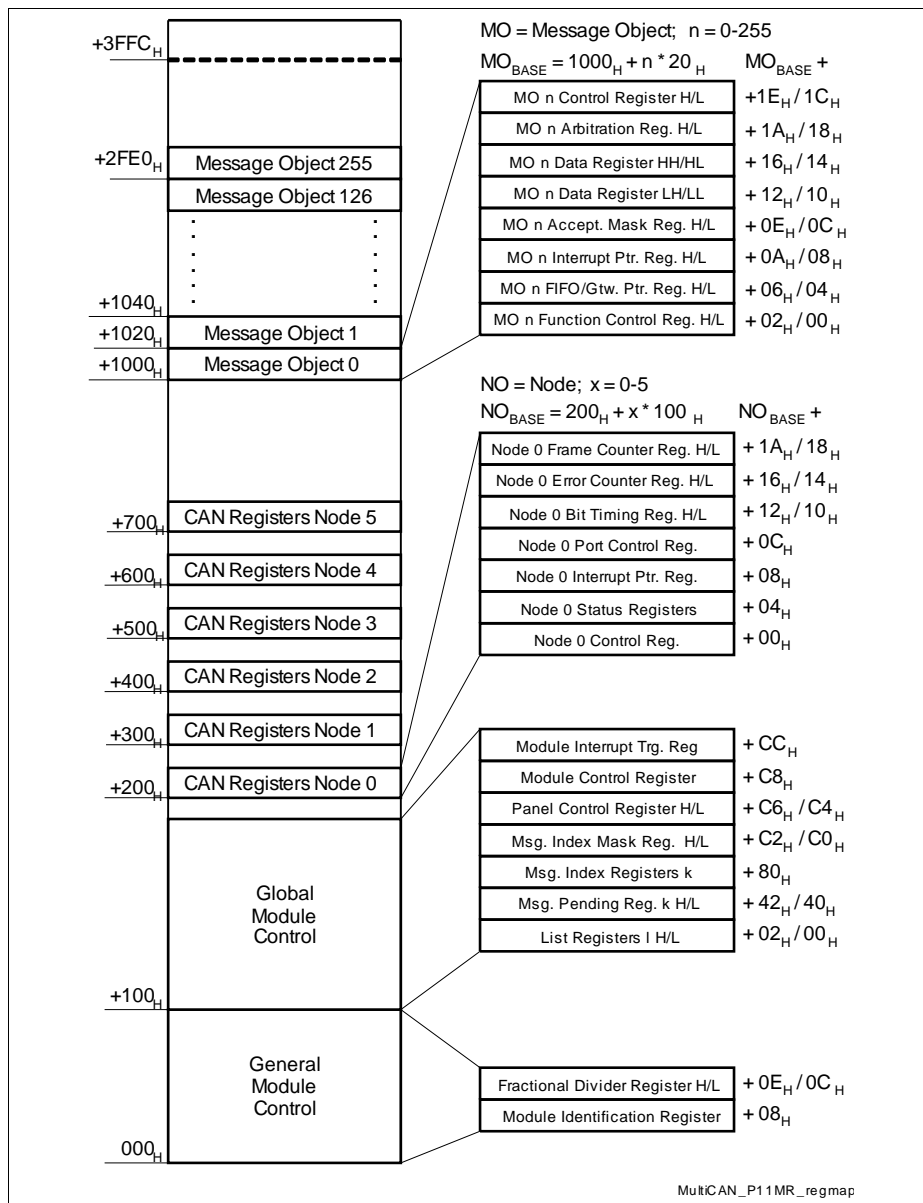 MO = Message Object; n = 0-255
MOBASE = 1000H + n * 20 H MOBASE +
MO n Control Register H/L +1EH / 1CH
MO n Arbitration Reg. H/L + 1AH / 18H
MO n Data Register HH/HL + 16H / 14H
MO n Data Register LH/LL + 12H / 10H
MO n Accept. Mask Reg. H/L + 0EH / 0CH
MO n Interrupt Ptr. Reg. H/L + 0AH / 08H
MO n FIFO/Gtw. Ptr. Reg. H/L + 06H / 04H
MO n Function Control Reg. H/L + 02H / 00H
+3FFCH
+2FE0H
Message Object 255
Message Object 126
+1040H
+1020H
Message Object 1
+1000H
Message Object 0
NO = Node; x = 0-5
NOBASE = 200H + x * 100 H NOBASE +
Node 0 Frame Counter Reg. H/L + 1AH / 18H
Node 0 Error Counter Reg. H/L + 16H / 14H
Node 0 Bit Timing Reg. H/L + 12H / 10H
Node 0 Port Control Reg. + 0CH
Node 0 Interrupt Ptr. Reg. + 08H
Node 0 Status Registers + 04H
Node 0 Control Reg. + 00H
+700H CAN Registers Node 5
+600H CAN Registers Node 4
+500H CAN Registers Node 3
+400H CAN Registers Node 2
+300H CAN Registers Node 1
+200H CAN Registers Node 0
Module Interrupt Trg. Reg + CCH
Module Control Register + C8H
Panel Control Register H/L + C6H / C4H
Msg. Index Mask Reg. H/L + C2H / C0H
Msg. Index Registers k + 80H
Msg. Pending Reg. k H/L + 42H / 40H
List Registers l H/L + 02H / 00H
Global
Module
Control
+100H
General
Module
Control
Fractional Divider Register H/L + 0EH / 0CH
Module Identification Register + 08H
000H
MultiCAN_P11MR_regmap